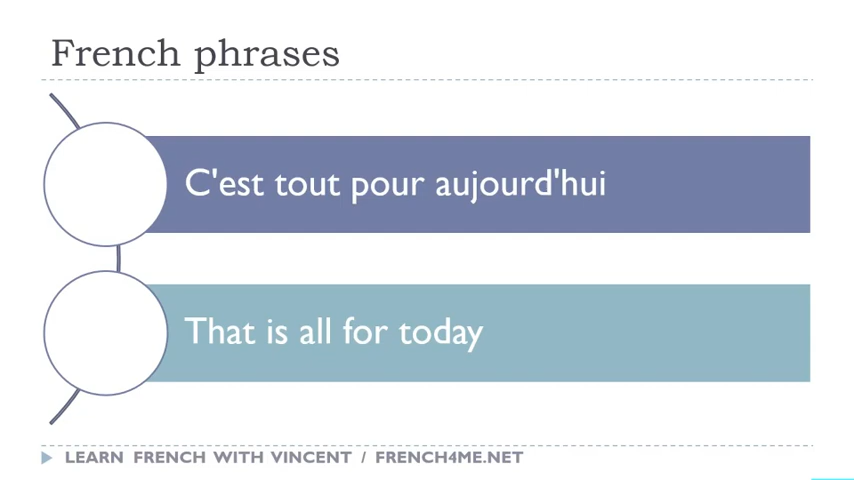 French phrases
C'est tout pour aujourd'hui
That is all for today
LEARN FRENCH WITH VINCENT / FRENCH4ME.NET